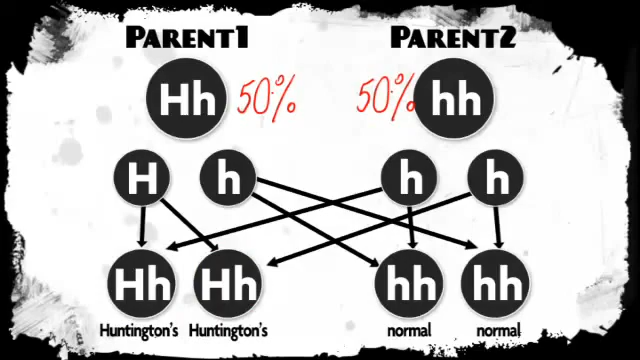 PARENT1 PARENT2
Hh 50% 50% hh
H h h h
Hh Hh hh hh
Huntington's Huntington's normal normal